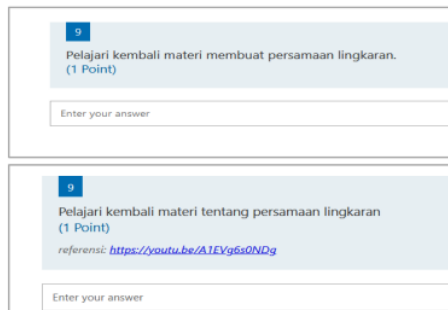 9
Pelajari kembali materi membuat persamaan lingkaran.
(1 Point)
Enter your answer
9
Pelajari kembali materi tentang persamaan lingkaran
(1 Point)
referensi: https://youtu.be/A1EVg6s0NDg
Enter your answer